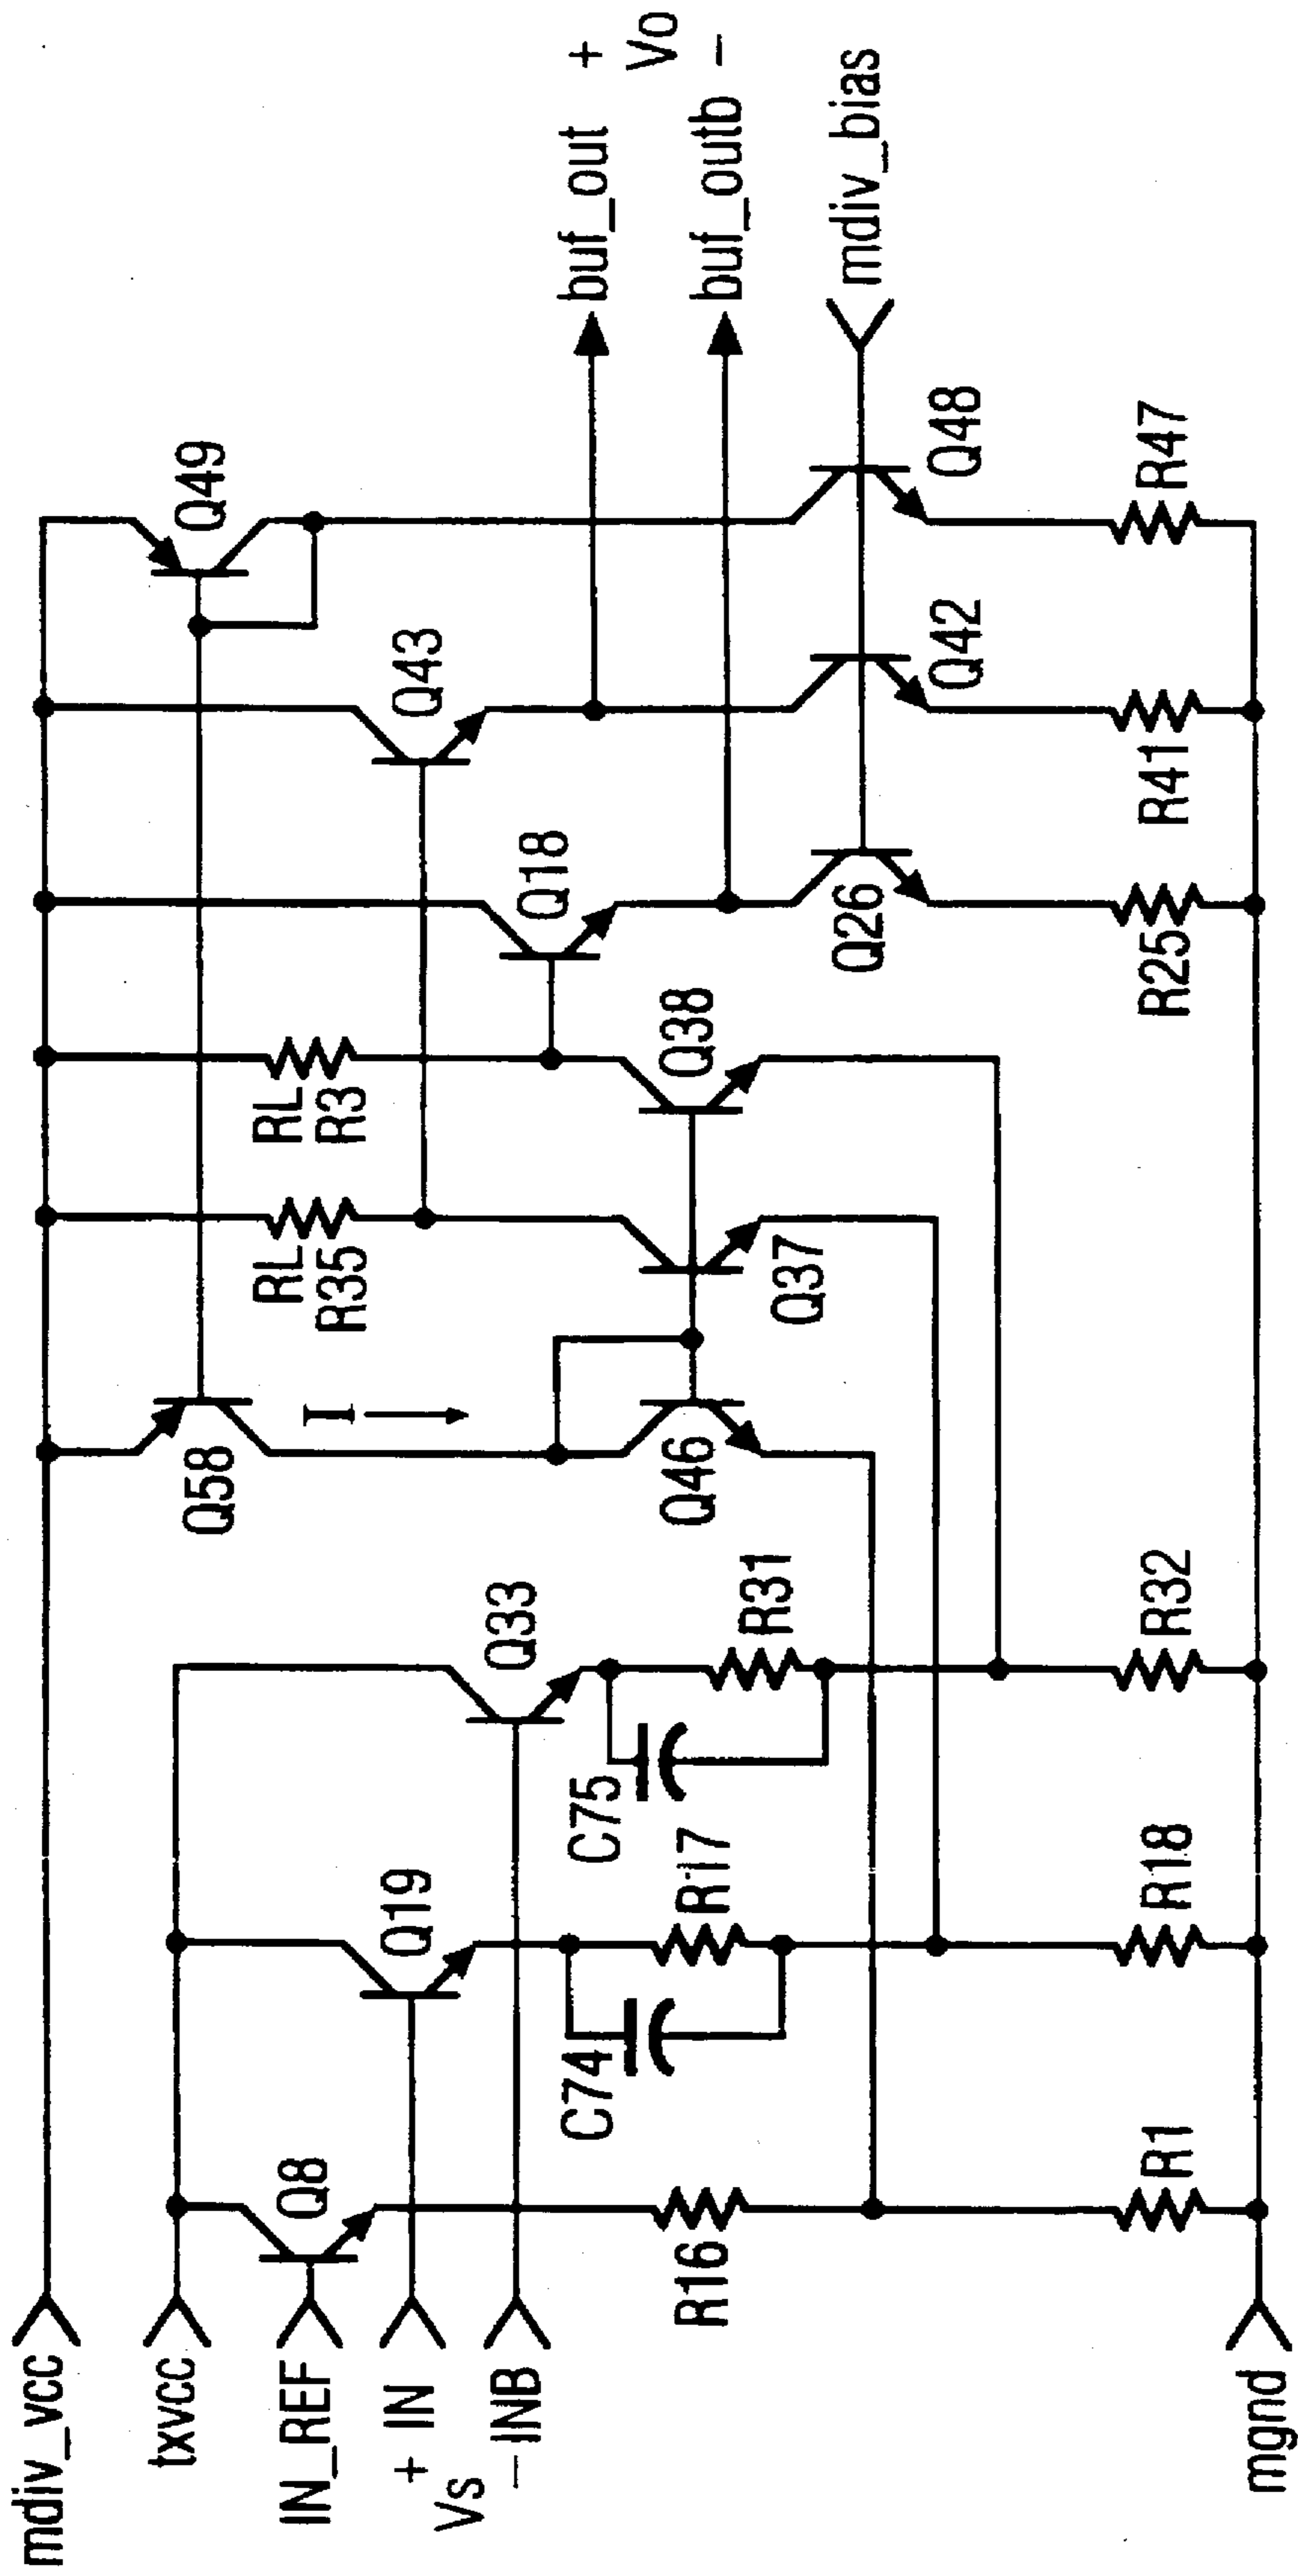 mdiv_vcc
txvcc
IN_REF
+ IN
Vs
− INB
mgnd
Q8
R16
R1
Q19
C74
R17
R18
Q33
C75
R31
R32
Q58
I
Q46
RL
R35
Q37
RL
R3
Q38
Q18
Q26
R25
Q43
Q42
R41
Q49
Q48
R47
buf_out +
Vo
buf_outb −
mdiv_bias